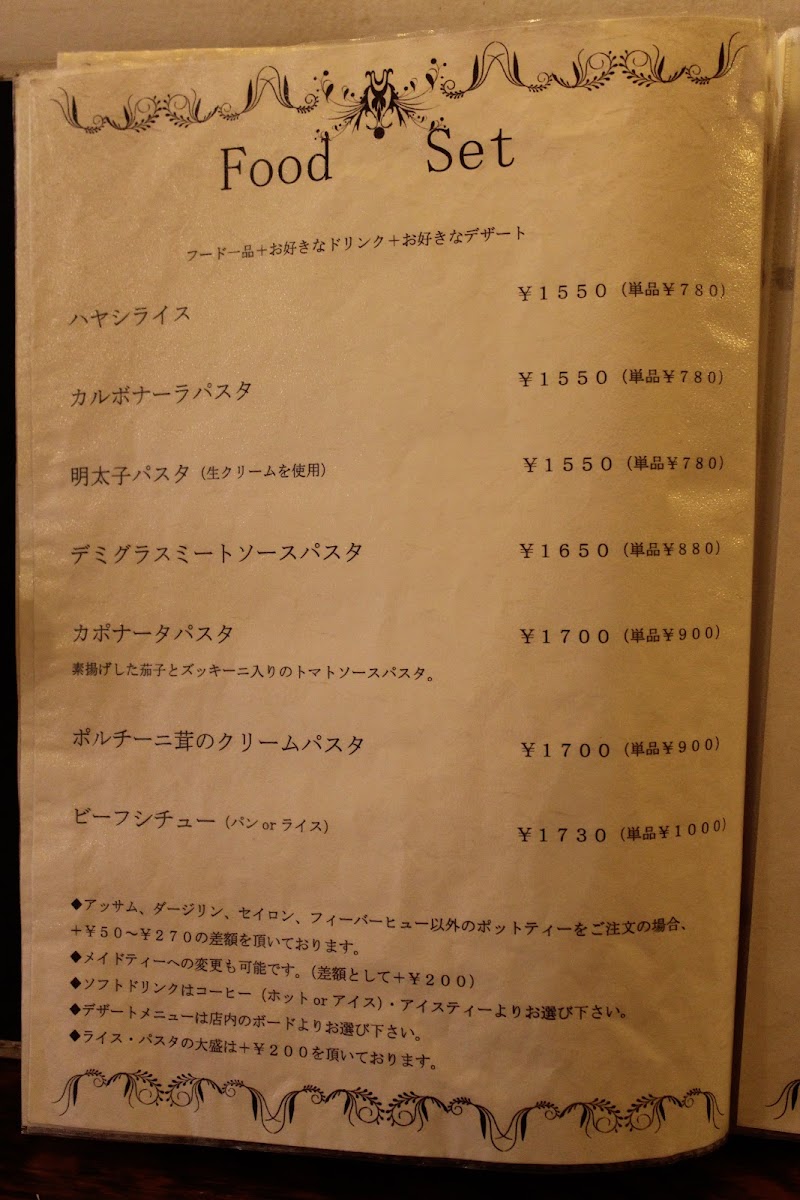 Food Set
フード一品＋お好きなドリンク＋お好きなデザート
ハヤシライス ￥１５５０（単品￥７８０）
カルボナーラパスタ ￥１５５０（単品￥７８０）
明太子パスタ（生クリームを使用） ￥１５５０（単品￥７８０）
デミグラスミートソースパスタ ￥１６５０（単品￥８８０）
カポナータパスタ ￥１７００（単品￥９００）
素揚げした茄子とズッキーニ入りのトマトソースパスタ。
ポルチーニ茸のクリームパスタ ￥１７００（単品￥９００）
ビーフシチュー（パン or ライス） ￥１７３０（単品￥１０００）
◆アッサム、ダージリン、セイロン、フィーバーヒュー以外のポットティーをご注文の場合、
＋￥５０～￥２７０の差額を頂いております。
◆メイドティーへの変更も可能です。（差額として＋￥２００）
◆ソフトドリンクはコーヒー（ホット or アイス）・アイスティーよりお選び下さい。
◆デザートメニューは店内のボードよりお選び下さい。
◆ライス・パスタの大盛は＋￥２００を頂いております。